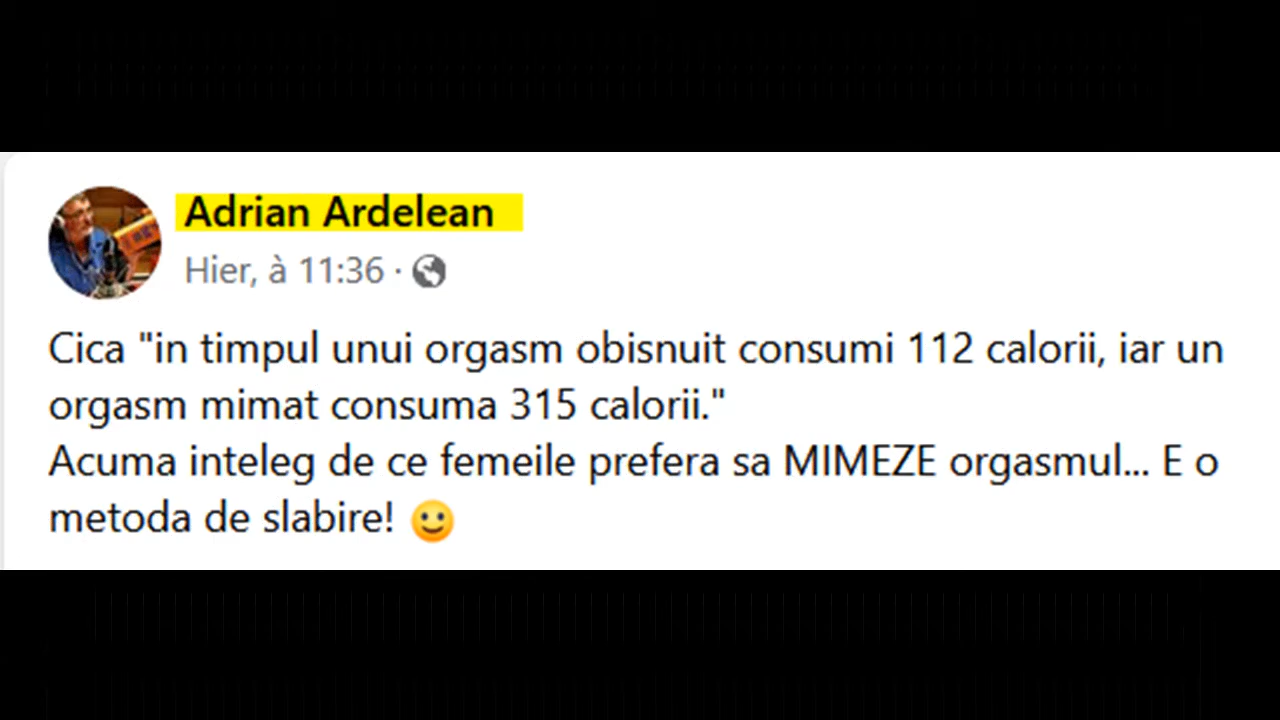 Adrian Ardelean
Hier, à 11:36 ·
Cica "in timpul unui orgasm obisnuit consumi 112 calorii, iar un
orgasm mimat consuma 315 calorii."
Acuma inteleg de ce femeile prefera sa MIMEZE orgasmul... E o
metoda de slabire! 🙂